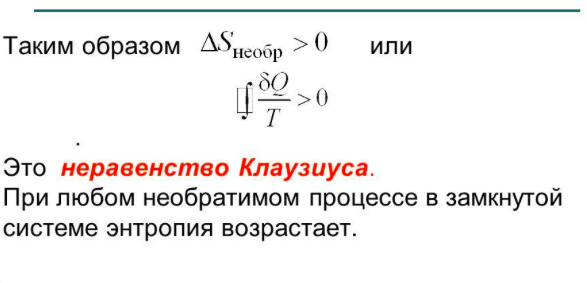 Таким образом ΔSнеобр > 0 или
∮ δQ/T > 0
Это неравенство Клаузиуса.
При любом необратимом процессе в замкнутой
системе энтропия возрастает.